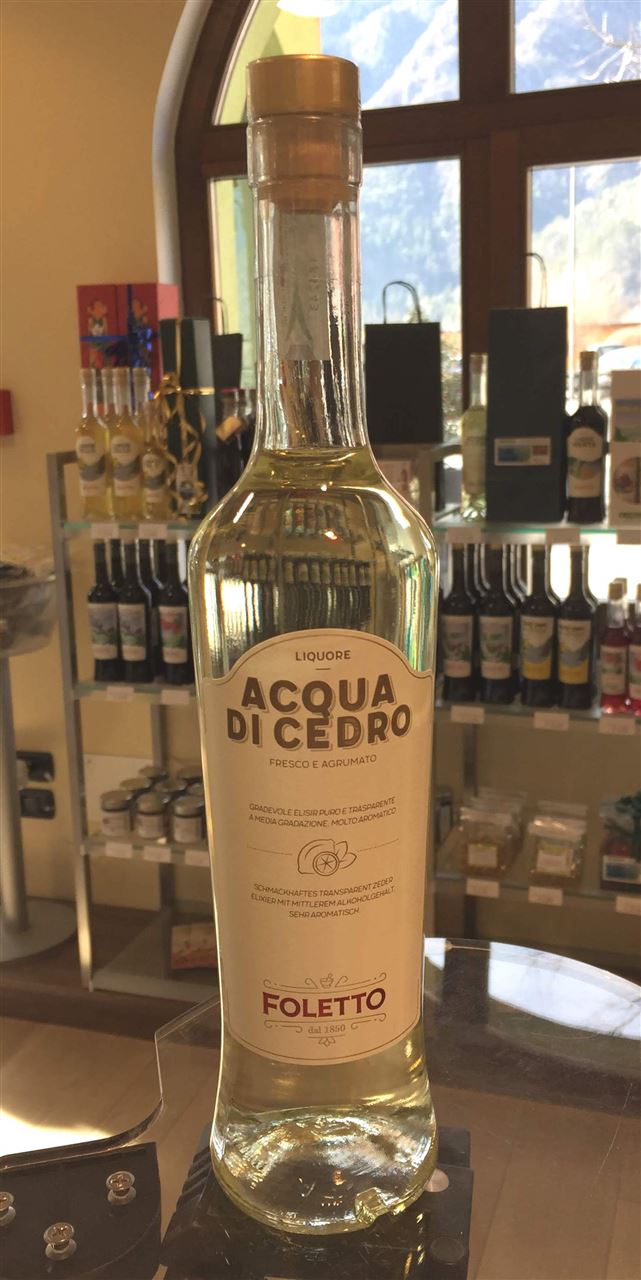 LIQUORE
ACQUA
DI CEDRO
FRESCO E AGRUMATO
GRADEVOLE ELISIR PURO E TRASPARENTE
A MEDIA GRADAZIONE, MOLTO AROMATICO
SCHMACKHAFTES TRANSPARENT ZEDER
ELIXIER MIT MITTLEREM ALKOHOLGEHALT,
SEHR AROMATISCH.
FOLETTO
dal 1850